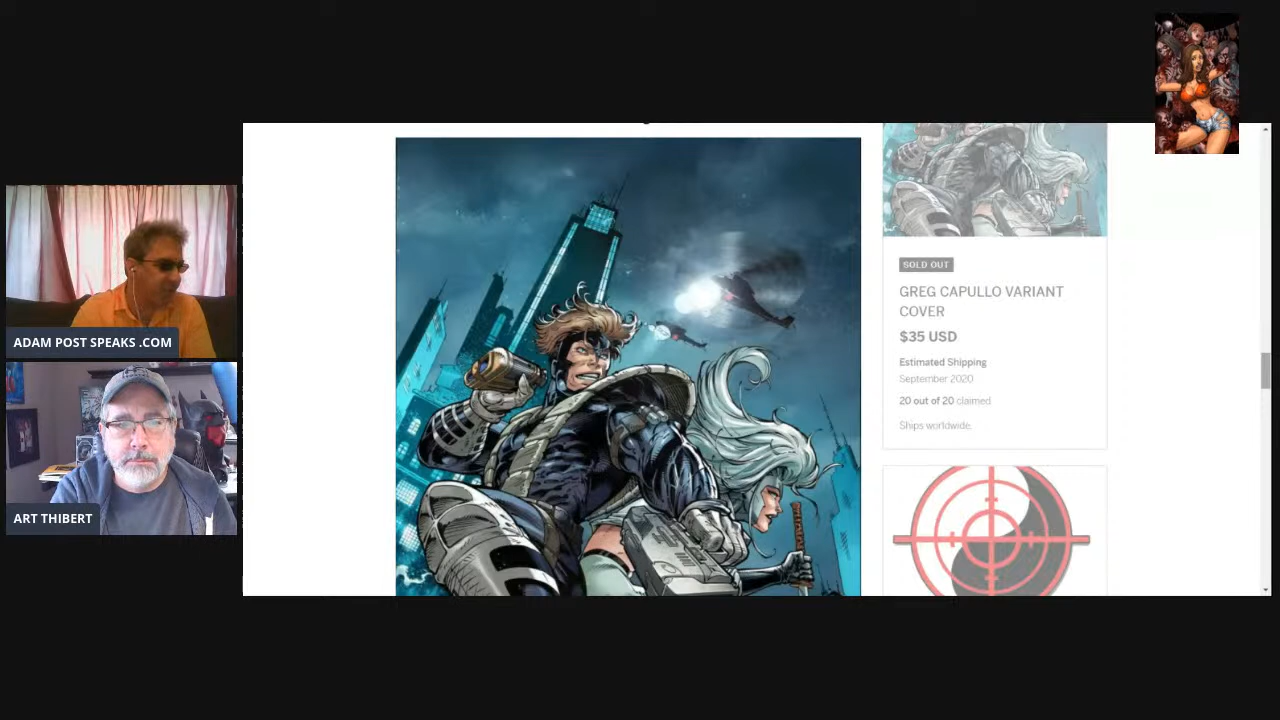 ADAM POST SPEAKS .COM
ART THIBERT
SOLD OUT
GREG CAPULLO VARIANT
COVER
$35 USD
Estimated Shipping
September 2020
20 out of 20 claimed
Ships worldwide.